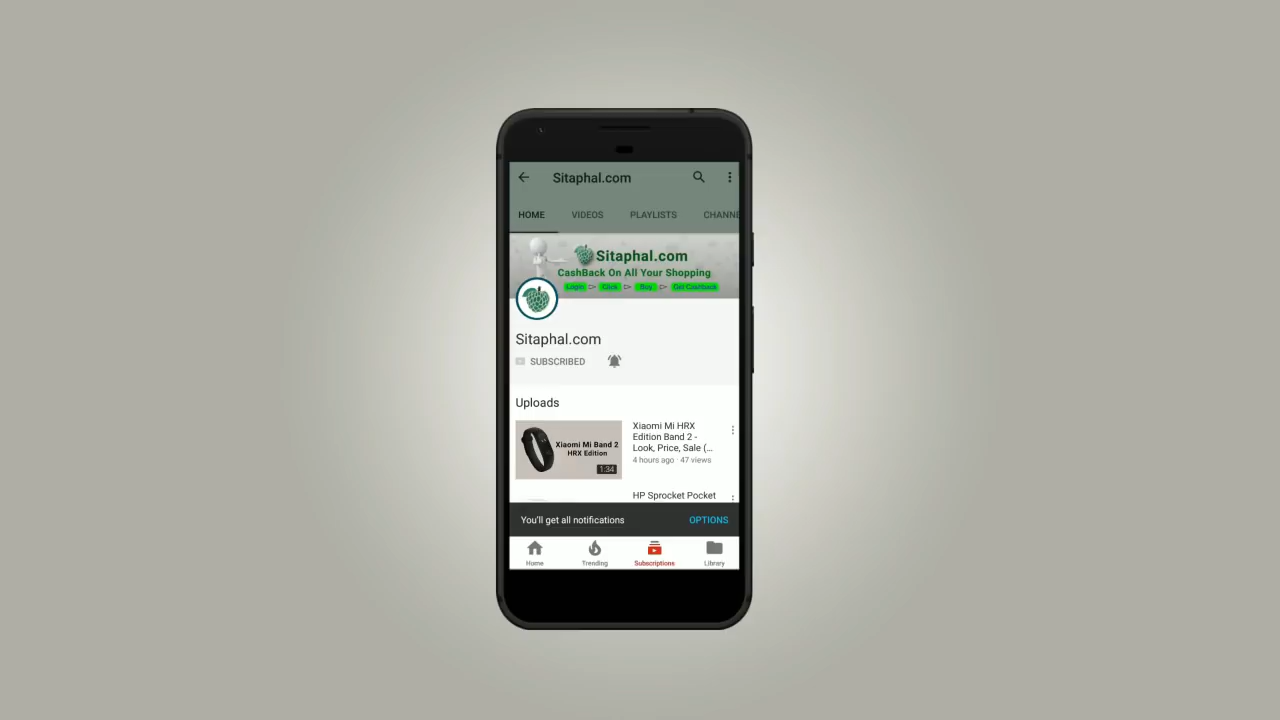 Sitaphal.com
HOME VIDEOS PLAYLISTS CHANNE
Sitaphal.com
CashBack On All Your Shopping
Login Click Buy Get Cashback
Sitaphal.com
SUBSCRIBED
Uploads
Xiaomi Mi Band 2
HRX Edition
1:34
Xiaomi Mi HRX
Edition Band 2 -
Look, Price, Sale (...
4 hours ago · 47 views
HP Sprocket Pocket
You'll get all notifications OPTIONS
Home Trending Subscriptions Library